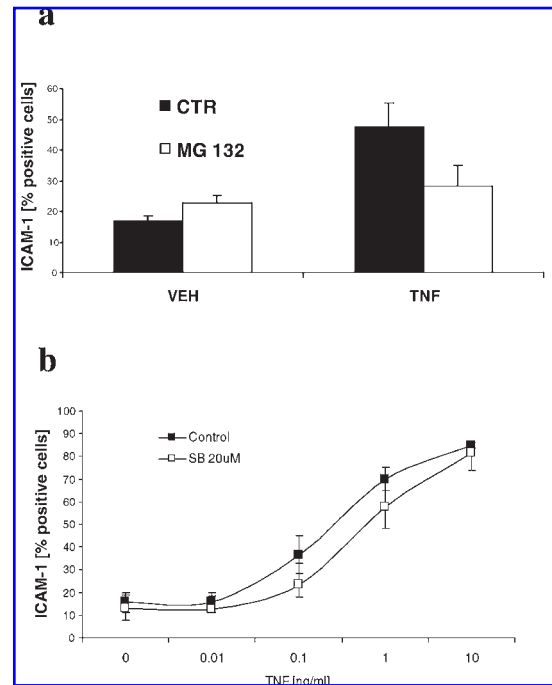 a
ICAM-1 [% positive cells]
60
50
40
30
20
10
0
CTR
MG 132
VEH
TNF
b
ICAM-1 [% positive cells]
100
90
80
70
60
50
40
30
20
10
0
Control
SB 20uM
0
0.01
0.1
1
10
TNF [ng/ml]